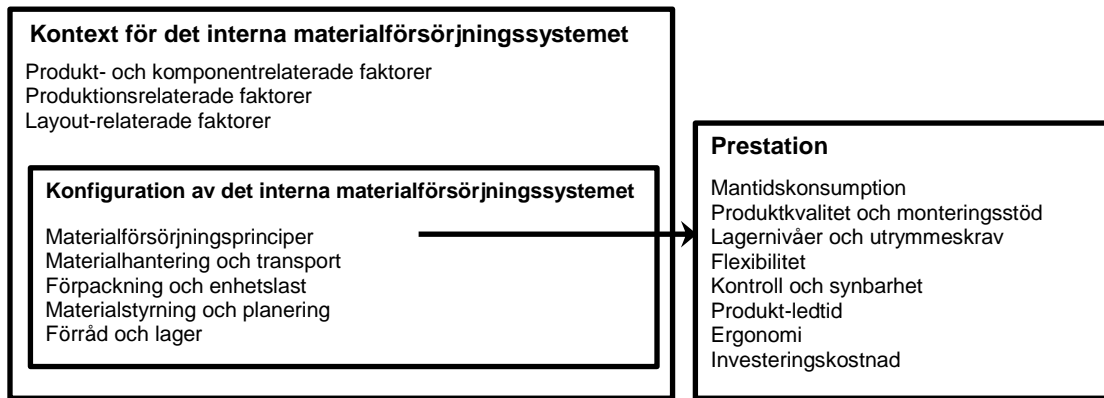 Kontext för det interna materialförsörjningssystemet
Produkt- och komponentrelaterade faktorer
Produktionsrelaterade faktorer
Layout-relaterade faktorer
Konfiguration av det interna materialförsörjningssystemet
Materialförsörjningsprinciper
Materialhantering och transport
Förpackning och enhetslast
Materialstyrning och planering
Förråd och lager
Prestation
Mantidskonsumption
Produktkvalitet och monteringsstöd
Lagernivåer och utrymmeskrav
Flexibilitet
Kontroll och synbarhet
Produkt-ledtid
Ergonomi
Investeringskostnad